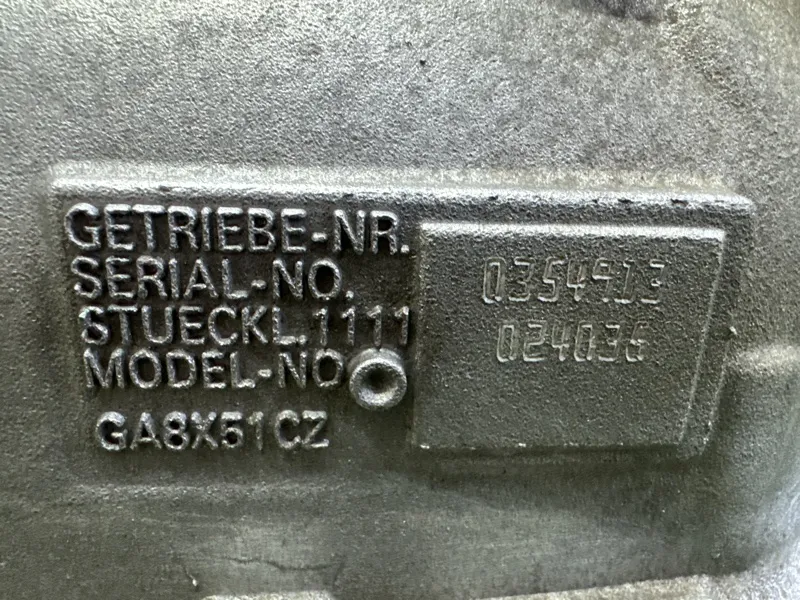 GETRIEBE-NR.
SERIAL-NO.
STUECKL.1111
MODEL-NO
GA8X51CZ
0354913
024036